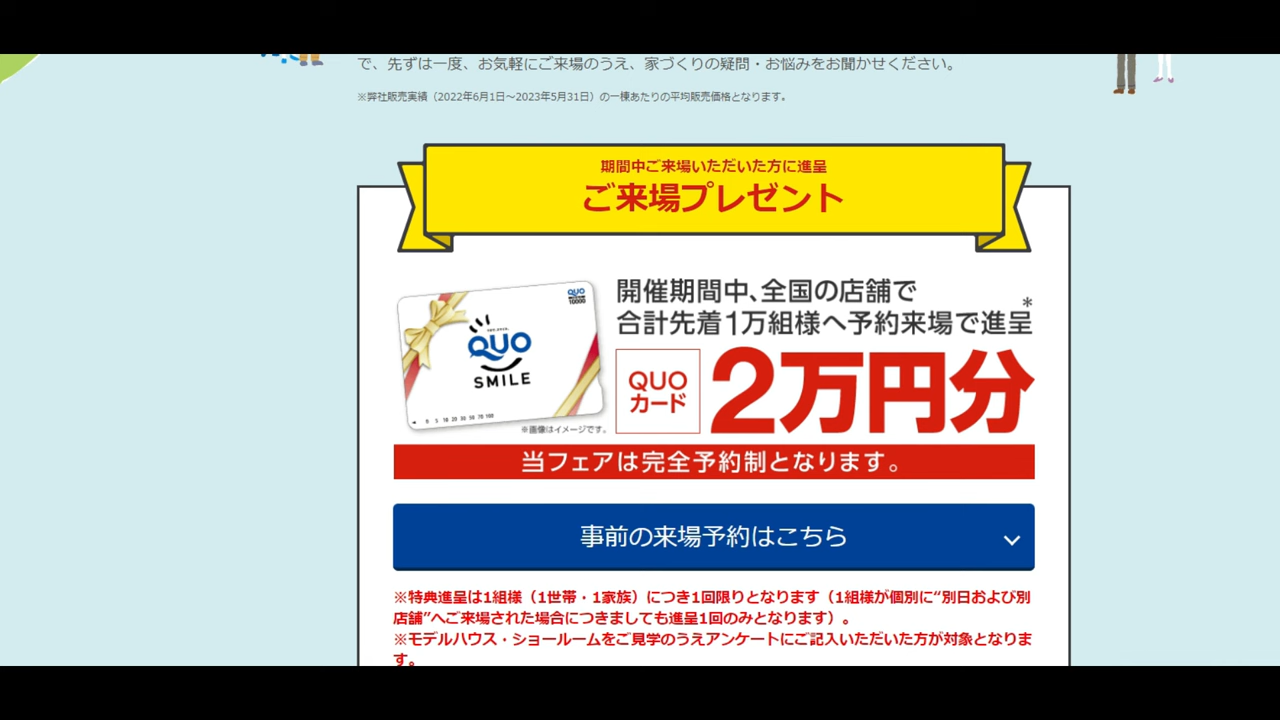 で、先ずは一度、お気軽にご来場のうえ、家づくりの疑問・お悩みをお聞かせください。
※弊社販売実績（2022年6月1日～2023年5月31日）の一棟あたりの平均販売価格となります。
期間中ご来場いただいた方に進呈
ご来場プレゼント
開催期間中、全国の店舗で
合計先着1万組様へ予約来場で進呈*
QUO
10000
QUO
SMILE
0 5 10 20 30 50 70 100
※画像はイメージです。
QUO
カード
2万円分
当フェアは完全予約制となります。
事前の来場予約はこちら
※特典進呈は1組様（1世帯・1家族）につき1回限りとなります（1組様が個別に“別日および別
店舗”へご来場された場合につきましても進呈1回のみとなります）。
※モデルハウス・ショールームをご見学のうえアンケートにご記入いただいた方が対象となりま
す。